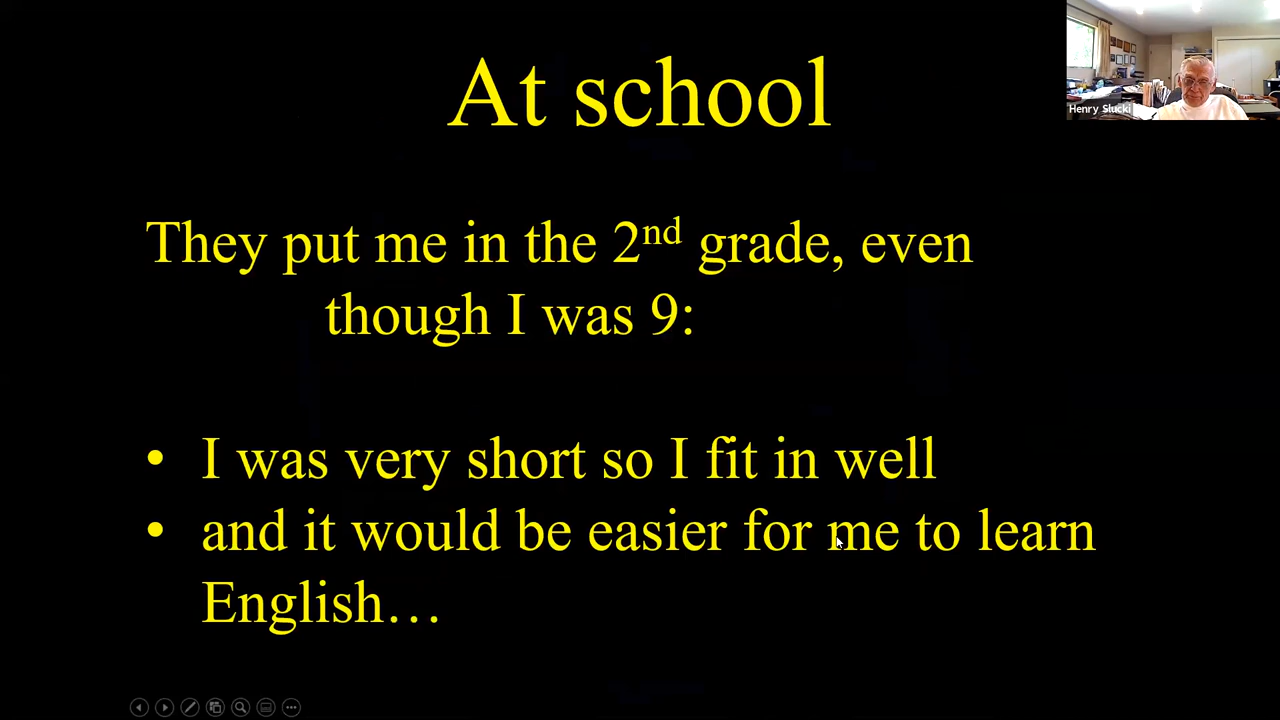 At school
Henry Slucki
They put me in the 2nd grade, even
though I was 9:
• I was very short so I fit in well
• and it would be easier for me to learn
English…